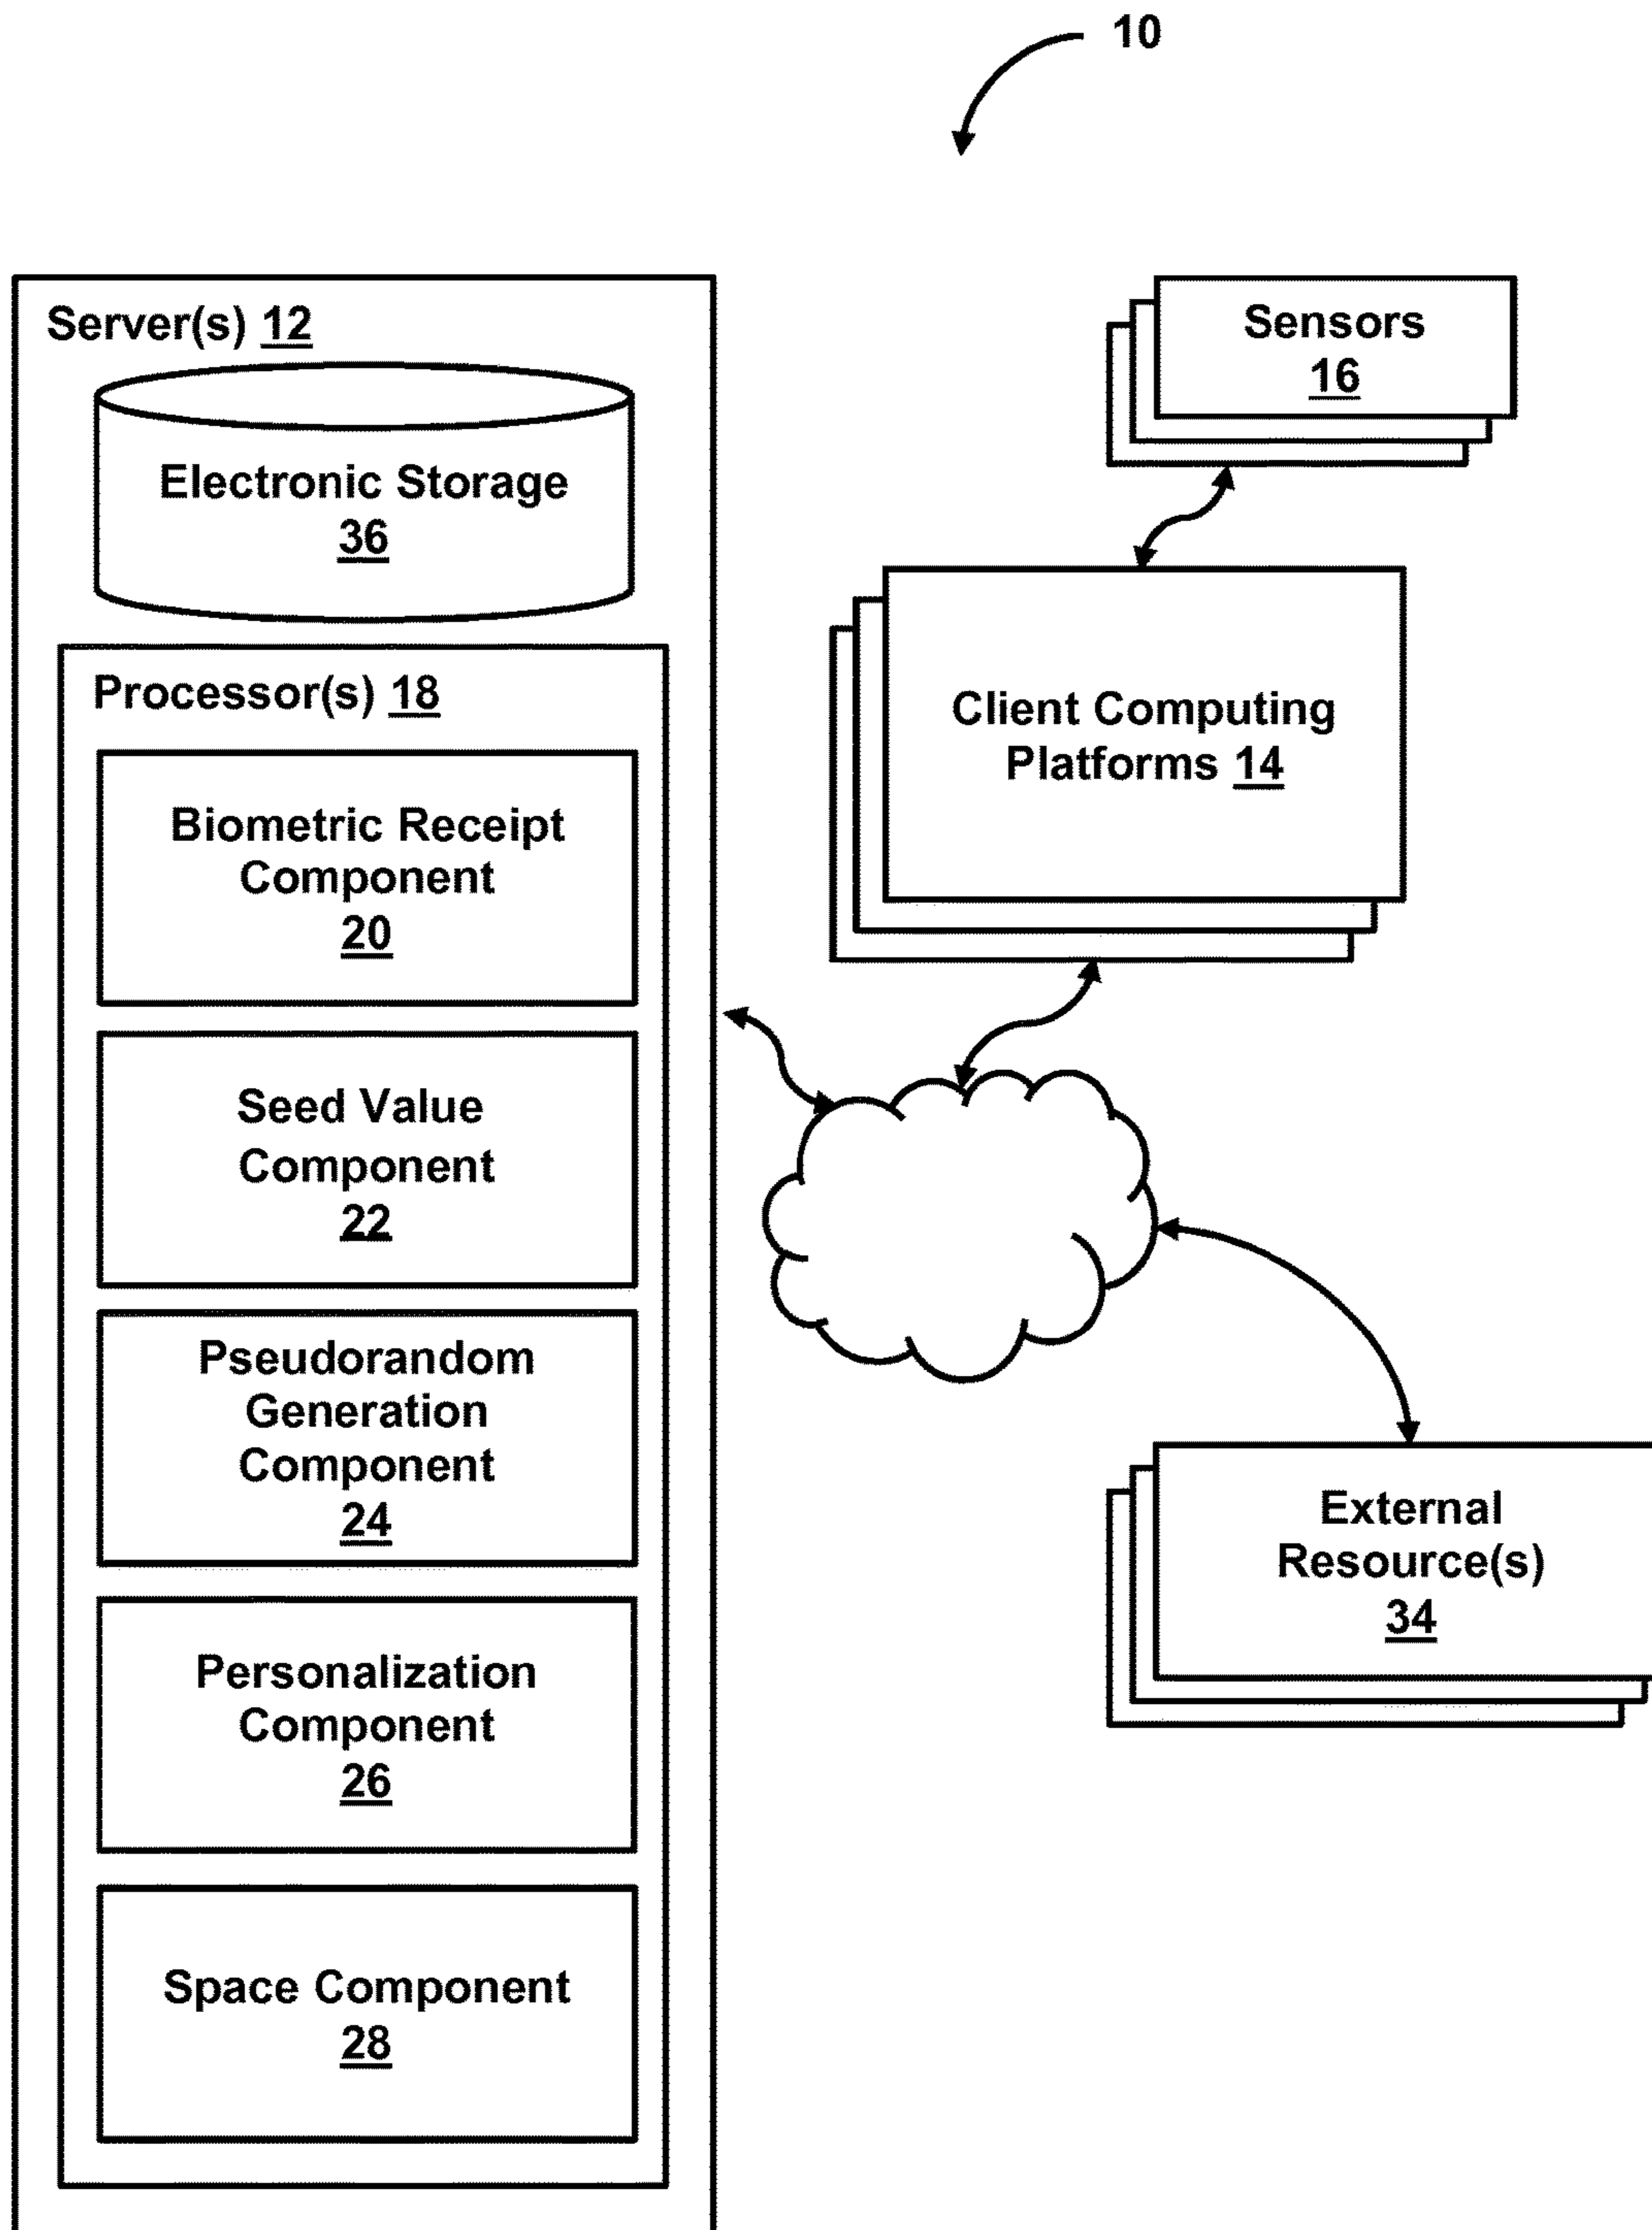 10
Server(s) 12
Electronic Storage
36
Processor(s) 18
Biometric Receipt
Component
20
Seed Value
Component
22
Pseudorandom
Generation
Component
24
Personalization
Component
26
Space Component
28
Sensors
16
Client Computing
Platforms 14
External
Resource(s)
34